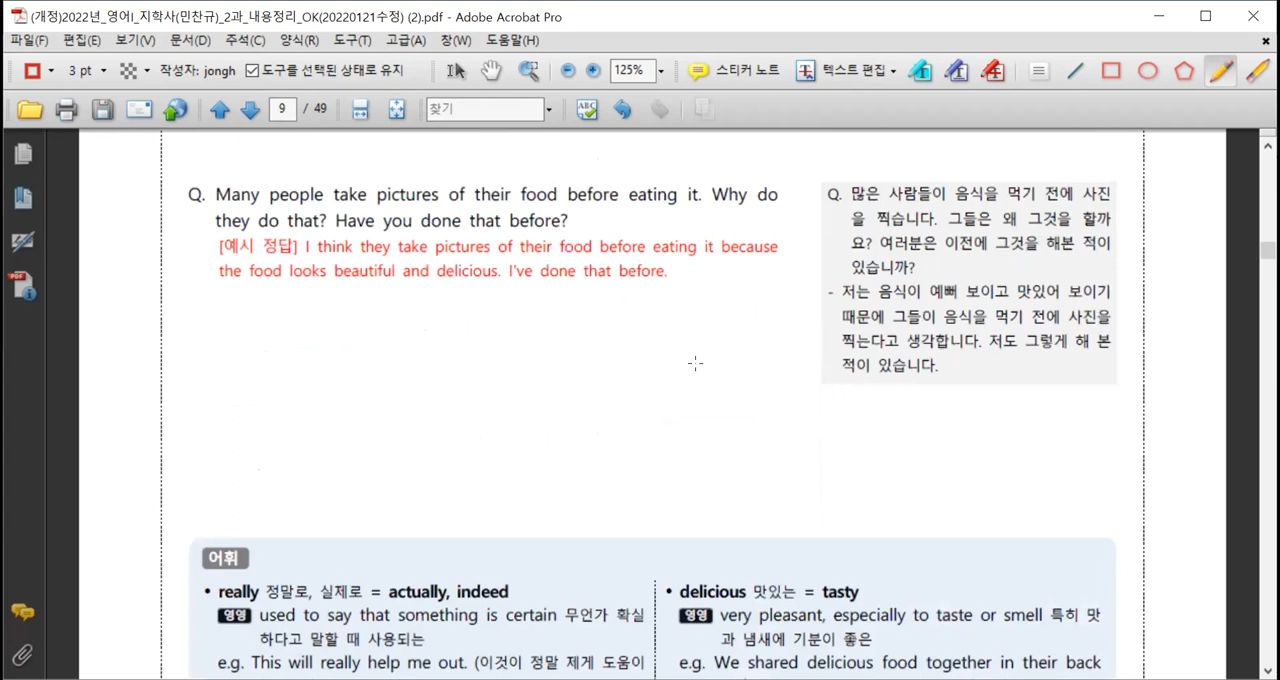 (개정)2022년_영어I_지학사(민찬규)_2과_내용정리_OK(20220121수정) (2).pdf - Adobe Acrobat Pro
파일(F) 편집(E) 보기(V) 문서(D) 주석(C) 양식(R) 도구(T) 고급(A) 창(W) 도움말(H)
3 pt 작성자: jongh 도구를 선택된 상태로 유지 125% 스티커 노트 텍스트 편집
9 / 49 찾기
Q. Many people take pictures of their food before eating it. Why do
they do that? Have you done that before?
[예시 정답] I think they take pictures of their food before eating it because
the food looks beautiful and delicious. I've done that before.
Q. 많은 사람들이 음식을 먹기 전에 사진
을 찍습니다. 그들은 왜 그것을 할까
요? 여러분은 이전에 그것을 해본 적이
있습니까?
- 저는 음식이 예뻐 보이고 맛있어 보이기
때문에 그들이 음식을 먹기 전에 사진을
찍는다고 생각합니다. 저도 그렇게 해 본
적이 있습니다.
어휘
• really 정말로, 실제로 = actually, indeed
영영 used to say that something is certain 무언가 확실
하다고 말할 때 사용되는
e.g. This will really help me out. (이것이 정말 제게 도움이
• delicious 맛있는 = tasty
영영 very pleasant, especially to taste or smell 특히 맛
과 냄새에 기분이 좋은
e.g. We shared delicious food together in their back